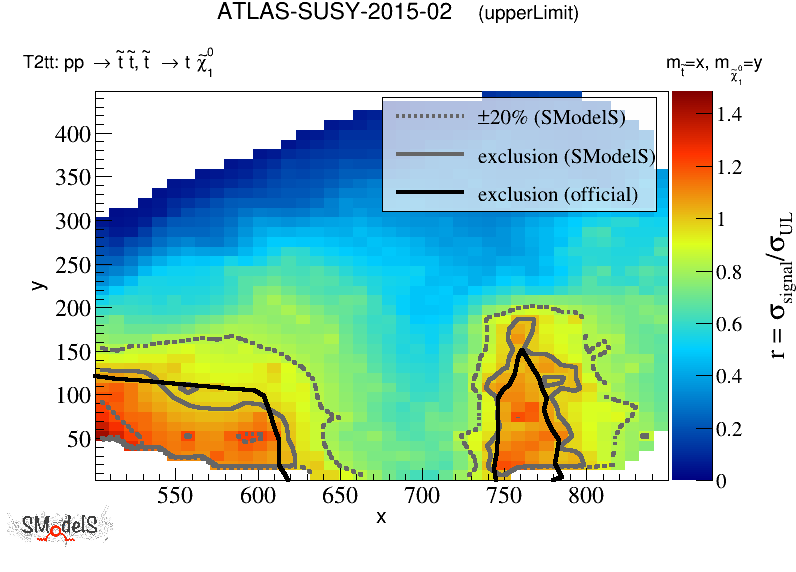 ATLAS-SUSY-2015-02 (upperLimit)
T2tt: pp → t̃ t̃, t̃ → t χ̃₁⁰
m_t̃=x, m_χ̃₁⁰=y
±20% (SModelS)
exclusion (SModelS)
exclusion (official)
y
400
350
300
250
200
150
100
50
550 600 650 700 750 800
x
1.4
1.2
1
0.8
0.6
0.4
0.2
0
r = σ_signal/σ_UL
SModelS